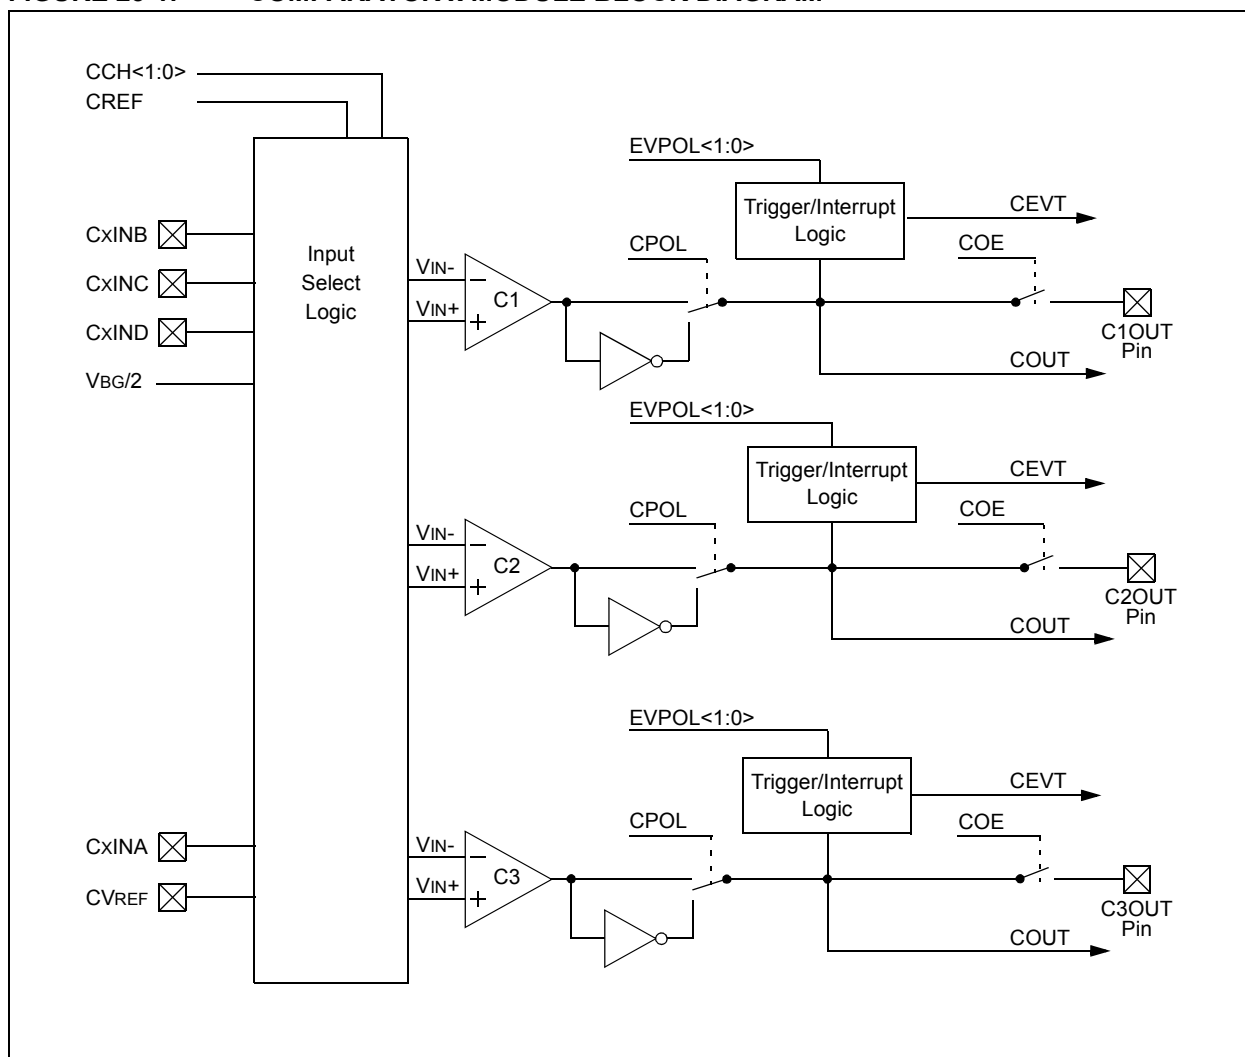 CCH<1:0>
CREF
CXINB
CXINC
CXIND
VBG/2
Input
Select
Logic
EVPOL<1:0>
Trigger/Interrupt
Logic
CEVT
CPOL
COE
VIN-
VIN+
C1
C1OUT
Pin
COUT
EVPOL<1:0>
Trigger/Interrupt
Logic
CEVT
CPOL
COE
VIN-
VIN+
C2
C2OUT
Pin
COUT
EVPOL<1:0>
Trigger/Interrupt
Logic
CEVT
CPOL
COE
CXINA
CVREF
VIN-
VIN+
C3
C3OUT
Pin
COUT